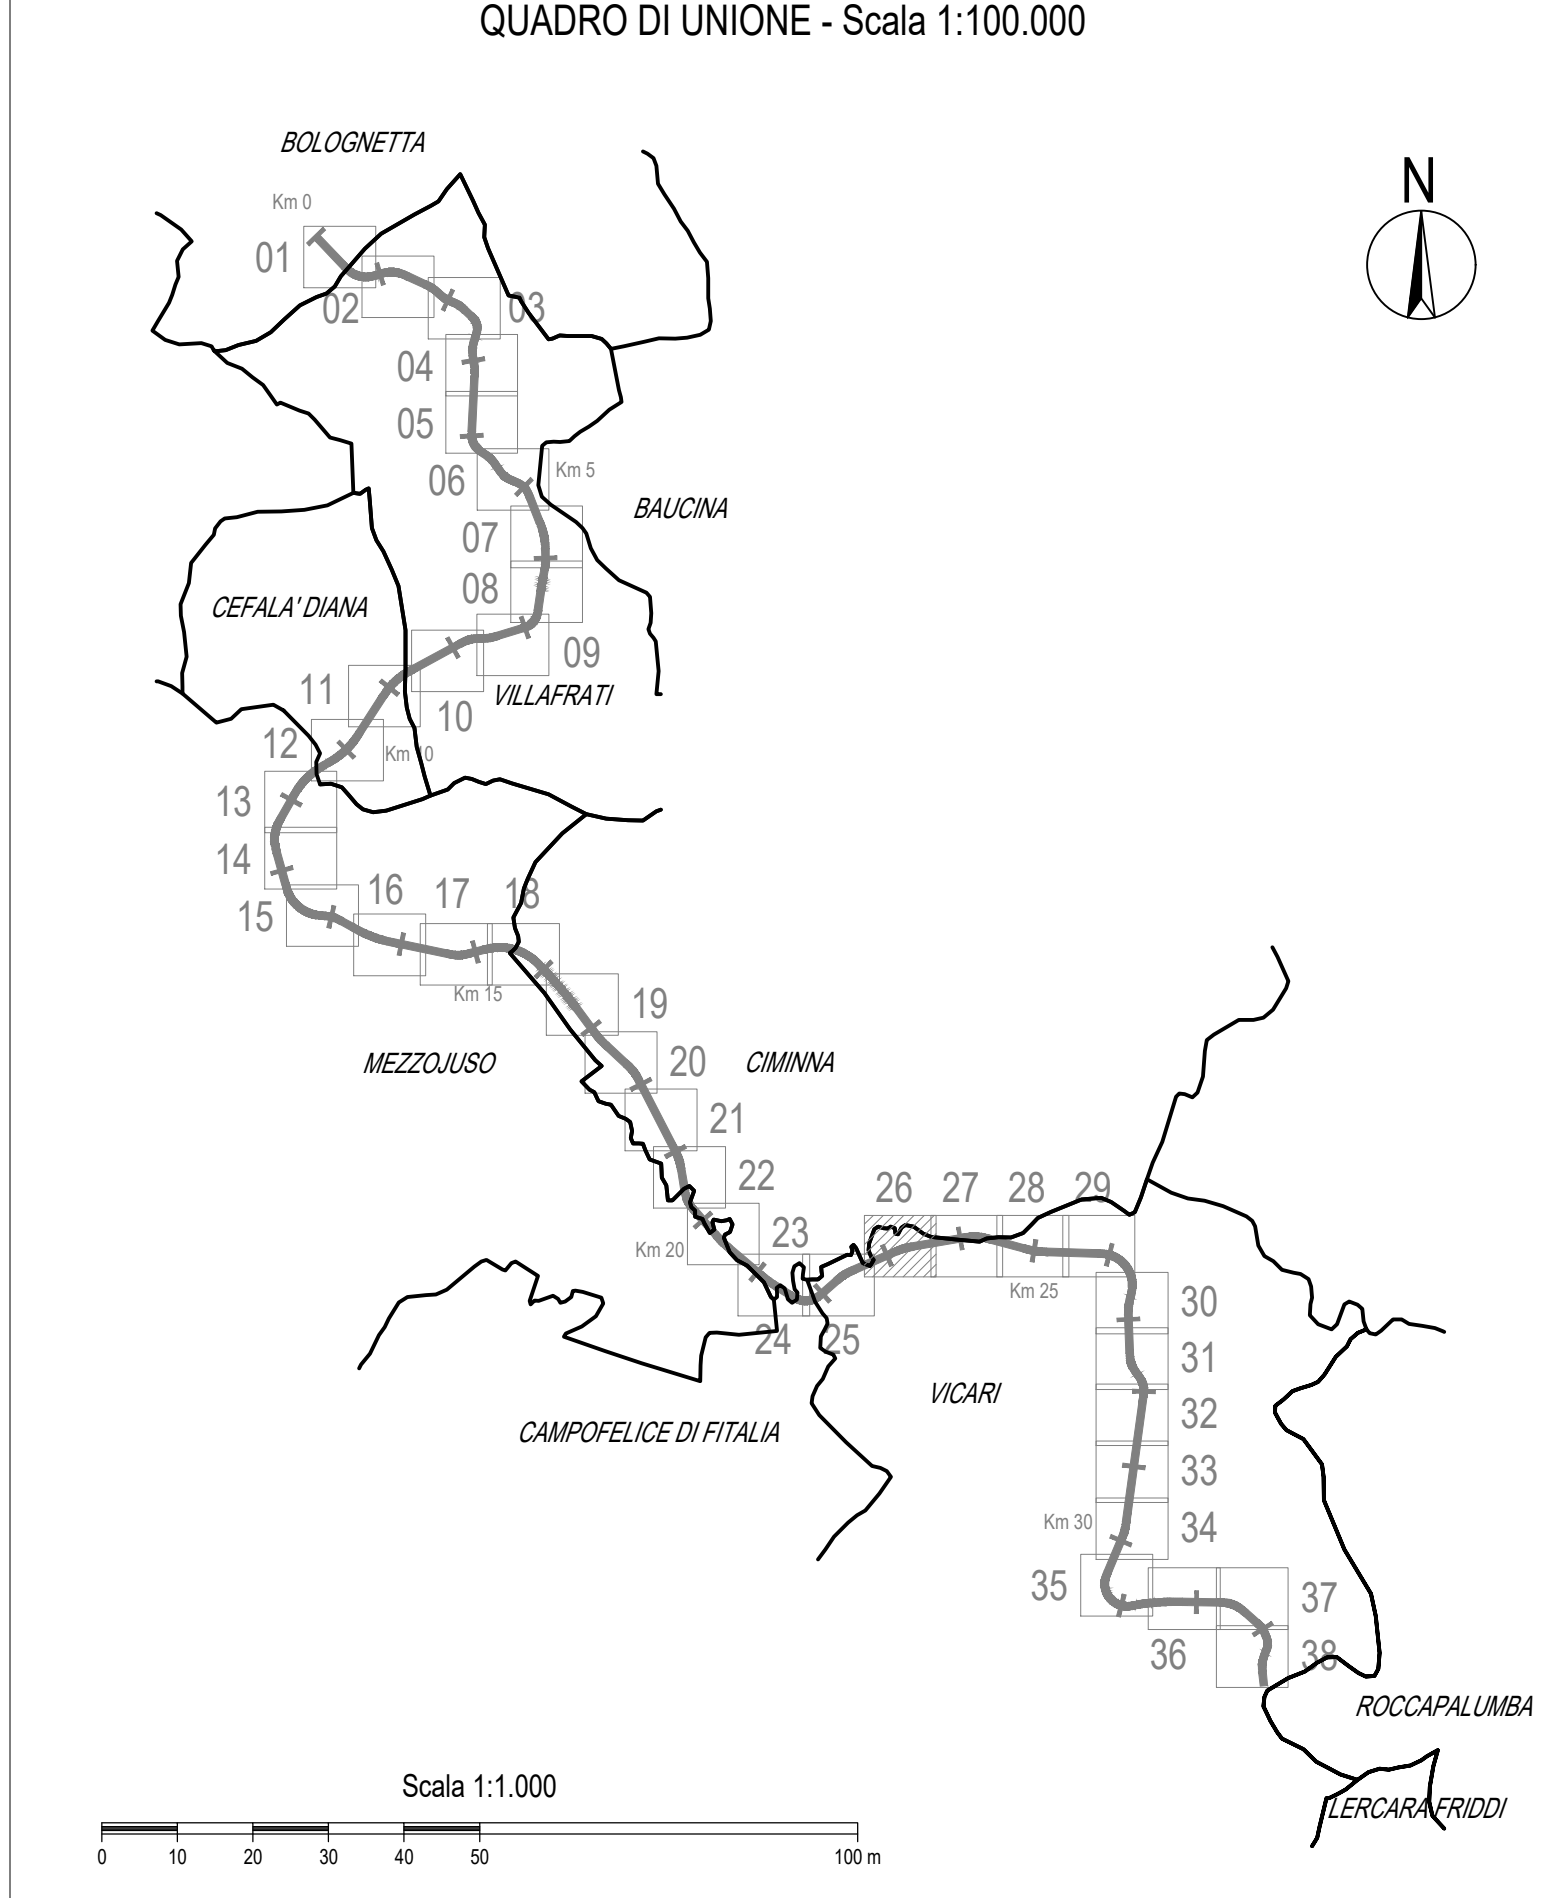 QUADRO DI UNIONE - Scala 1:100.000
BOLOGNETTA
N
Km 0
01
02
03
04
05
06
Km 5
BAUCINA
07
08
CEFALA' DIANA
09
11
VILLAFRATI
10
12
Km 10
13
14
16
17
18
15
Km 15
19
MEZZOJUSO
CIMINNA
20
21
22
26
27
28
29
23
Km 20
Km 25
30
24
25
31
VICARI
32
CAMPOFELICE DI FITALIA
33
Km 30
34
35
37
36
38
ROCCAPALUMBA
Scala 1:1.000
LERCARA FRIDDI
0
10
20
30
40
50
100 m